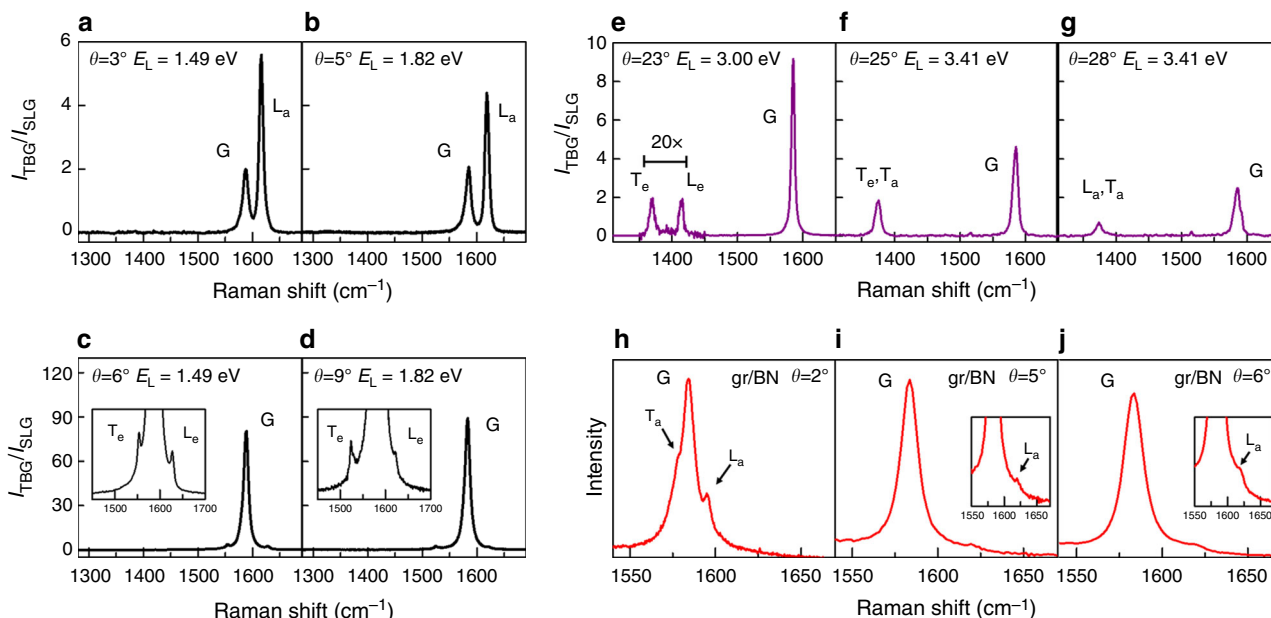 a
b
θ=3° E_L = 1.49 eV
θ=5° E_L = 1.82 eV
I_TBG/I_SLG
6
4
2
0
G
L_a
G
L_a
1300 1400 1500 1600
1300 1400 1500 1600
Raman shift (cm⁻¹)
e
f
g
θ=23° E_L = 3.00 eV
θ=25° E_L = 3.41 eV
θ=28° E_L = 3.41 eV
I_TBG/I_SLG
10
8
6
4
2
0
20×
T_e
L_e
G
T_e,T_a
G
L_a,T_a
G
1400 1500 1600
1400 1500 1600
1400 1500 1600
Raman shift (cm⁻¹)
c
d
θ=6° E_L = 1.49 eV
θ=9° E_L = 1.82 eV
I_TBG/I_SLG
120
90
60
30
0
T_e
L_e
1500 1600 1700
G
T_e
L_e
1500 1600 1700
G
1300 1400 1500 1600
1300 1400 1500 1600
Raman shift (cm⁻¹)
h
i
j
gr/BN θ=2°
gr/BN θ=5°
gr/BN θ=6°
Intensity
G
T_a
L_a
G
L_a
1550 1600 1650
G
L_a
1550 1600 1650
1550 1600 1650
1550 1600 1650
1550 1600 1650
Raman shift (cm⁻¹)